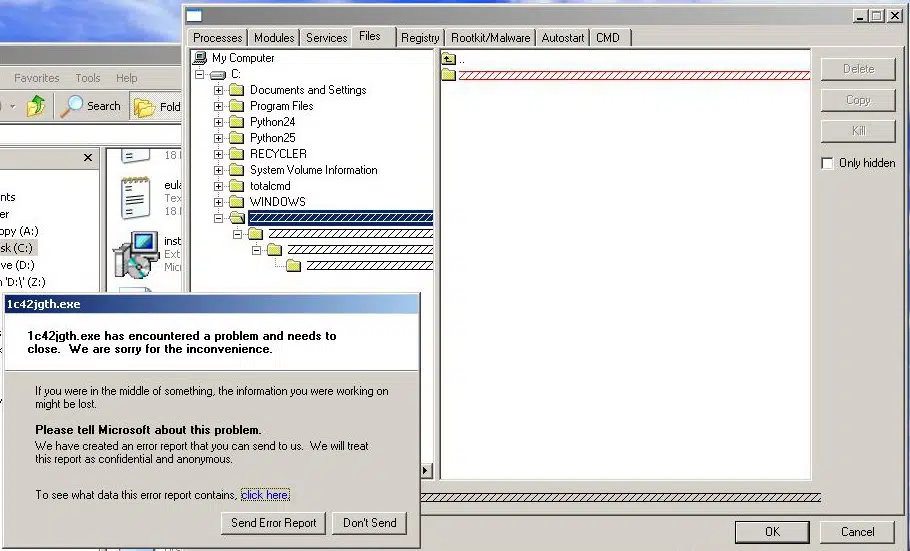 Processes Modules Services Files Registry Rootkit/Malware Autostart CMD
My Computer
C:
Documents and Settings
Program Files
Python24
Python25
RECYCLER
System Volume Information
totalcmd
WINDOWS
..
Delete
Copy
Kill
Only hidden
OK Cancel
Favorites Tools Help
Search Fold
nts
er
opy (A:)
sk (C:)
ve (D:)
n 'D:\' (Z:)
18
eula
Tex
18
inst
Ext
Micr
1c42jgth.exe
1c42jgth.exe has encountered a problem and needs to
close. We are sorry for the inconvenience.
If you were in the middle of something, the information you were working on
might be lost.
Please tell Microsoft about this problem.
We have created an error report that you can send to us. We will treat
this report as confidential and anonymous.
To see what data this error report contains, click here.
Send Error Report Don't Send